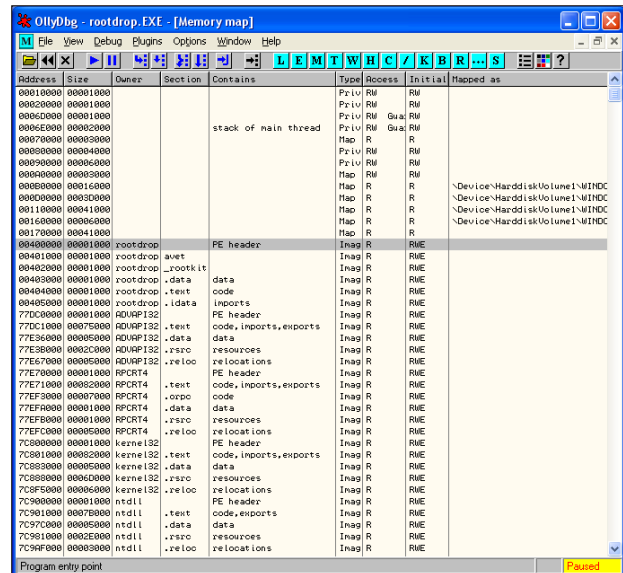 OllyDbg - rootdrop.EXE - [Memory map]
M File View Debug Plugins Options Window Help
L E M T W H C / K B R ... S ?
Address Size Owner Section Contains Type Access Initial Mapped as
00010000 00001000 Priv RW RW
00020000 00001000 Priv RW RW
0006D000 00001000 Priv RW Gua: RW
0006E000 00002000 stack of main thread Priv RW Gua: RW
00070000 00003000 Map R R
00080000 00004000 Priv RW RW
00090000 00006000 Priv RW RW
000A0000 00003000 Map RW RW
000B0000 00016000 Map R R \Device\HarddiskVolume1\WINDO
000D0000 0003D000 Map R R \Device\HarddiskVolume1\WINDO
00110000 00041000 Map R R \Device\HarddiskVolume1\WINDO
00160000 00006000 Map R R \Device\HarddiskVolume1\WINDO
00170000 00041000 Map R R
00400000 00001000 rootdrop PE header Imag R RWE
00401000 00001000 rootdrop avet Imag R RWE
00402000 00001000 rootdrop _rootkit Imag R RWE
00403000 00001000 rootdrop .data data Imag R RWE
00404000 00001000 rootdrop .text code Imag R RWE
00405000 00001000 rootdrop .idata imports Imag R RWE
77DC0000 00001000 ADVAPI32 PE header Imag R RWE
77DC1000 00075000 ADVAPI32 .text code,imports,exports Imag R RWE
77E36000 00005000 ADVAPI32 .data data Imag R RWE
77E3B000 0002C000 ADVAPI32 .rsrc resources Imag R RWE
77E67000 00005000 ADVAPI32 .reloc relocations Imag R RWE
77E70000 00001000 RPCRT4 PE header Imag R RWE
77E71000 00082000 RPCRT4 .text code,imports,exports Imag R RWE
77EF3000 00007000 RPCRT4 .orpc code Imag R RWE
77EFA000 00001000 RPCRT4 .data data Imag R RWE
77EFB000 00001000 RPCRT4 .rsrc resources Imag R RWE
77EFC000 00005000 RPCRT4 .reloc relocations Imag R RWE
7C800000 00001000 kernel32 PE header Imag R RWE
7C801000 00082000 kernel32 .text code,imports,exports Imag R RWE
7C883000 00005000 kernel32 .data data Imag R RWE
7C888000 0006D000 kernel32 .rsrc resources Imag R RWE
7C8F5000 00006000 kernel32 .reloc relocations Imag R RWE
7C900000 00001000 ntdll PE header Imag R RWE
7C901000 0007B000 ntdll .text code,exports Imag R RWE
7C97C000 00005000 ntdll .data data Imag R RWE
7C981000 0002E000 ntdll .rsrc resources Imag R RWE
7C9AF000 00003000 ntdll .reloc relocations Imag R RWE
Program entry point Paused